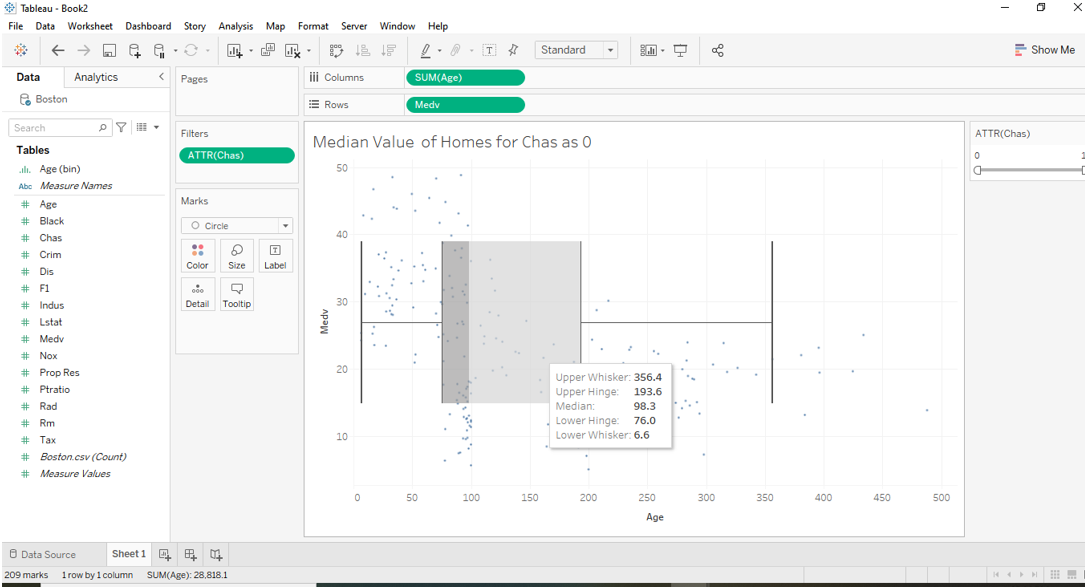 Tableau - Book2
File Data Worksheet Dashboard Story Analysis Map Format Server Window Help
Standard
Show Me
Data Analytics
Boston
Search
Tables
Age (bin)
Abc Measure Names
Age
Black
Chas
Crim
Dis
F1
Indus
Lstat
Medv
Nox
Prop Res
Ptratio
Rad
Rm
Tax
Boston.csv (Count)
Measure Values
Pages
Filters
ATTR(Chas)
Marks
Circle
Color Size Label
Detail Tooltip
Columns SUM(Age)
Rows Medv
Median Value of Homes for Chas as 0
50
40
30
20
10
Medv
0 50 100 150 200 250 300 350 400 450 500
Age
Upper Whisker: 356.4
Upper Hinge: 193.6
Median: 98.3
Lower Hinge: 76.0
Lower Whisker: 6.6
ATTR(Chas)
0 1
Data Source Sheet 1
209 marks 1 row by 1 column SUM(Age): 28,818.1